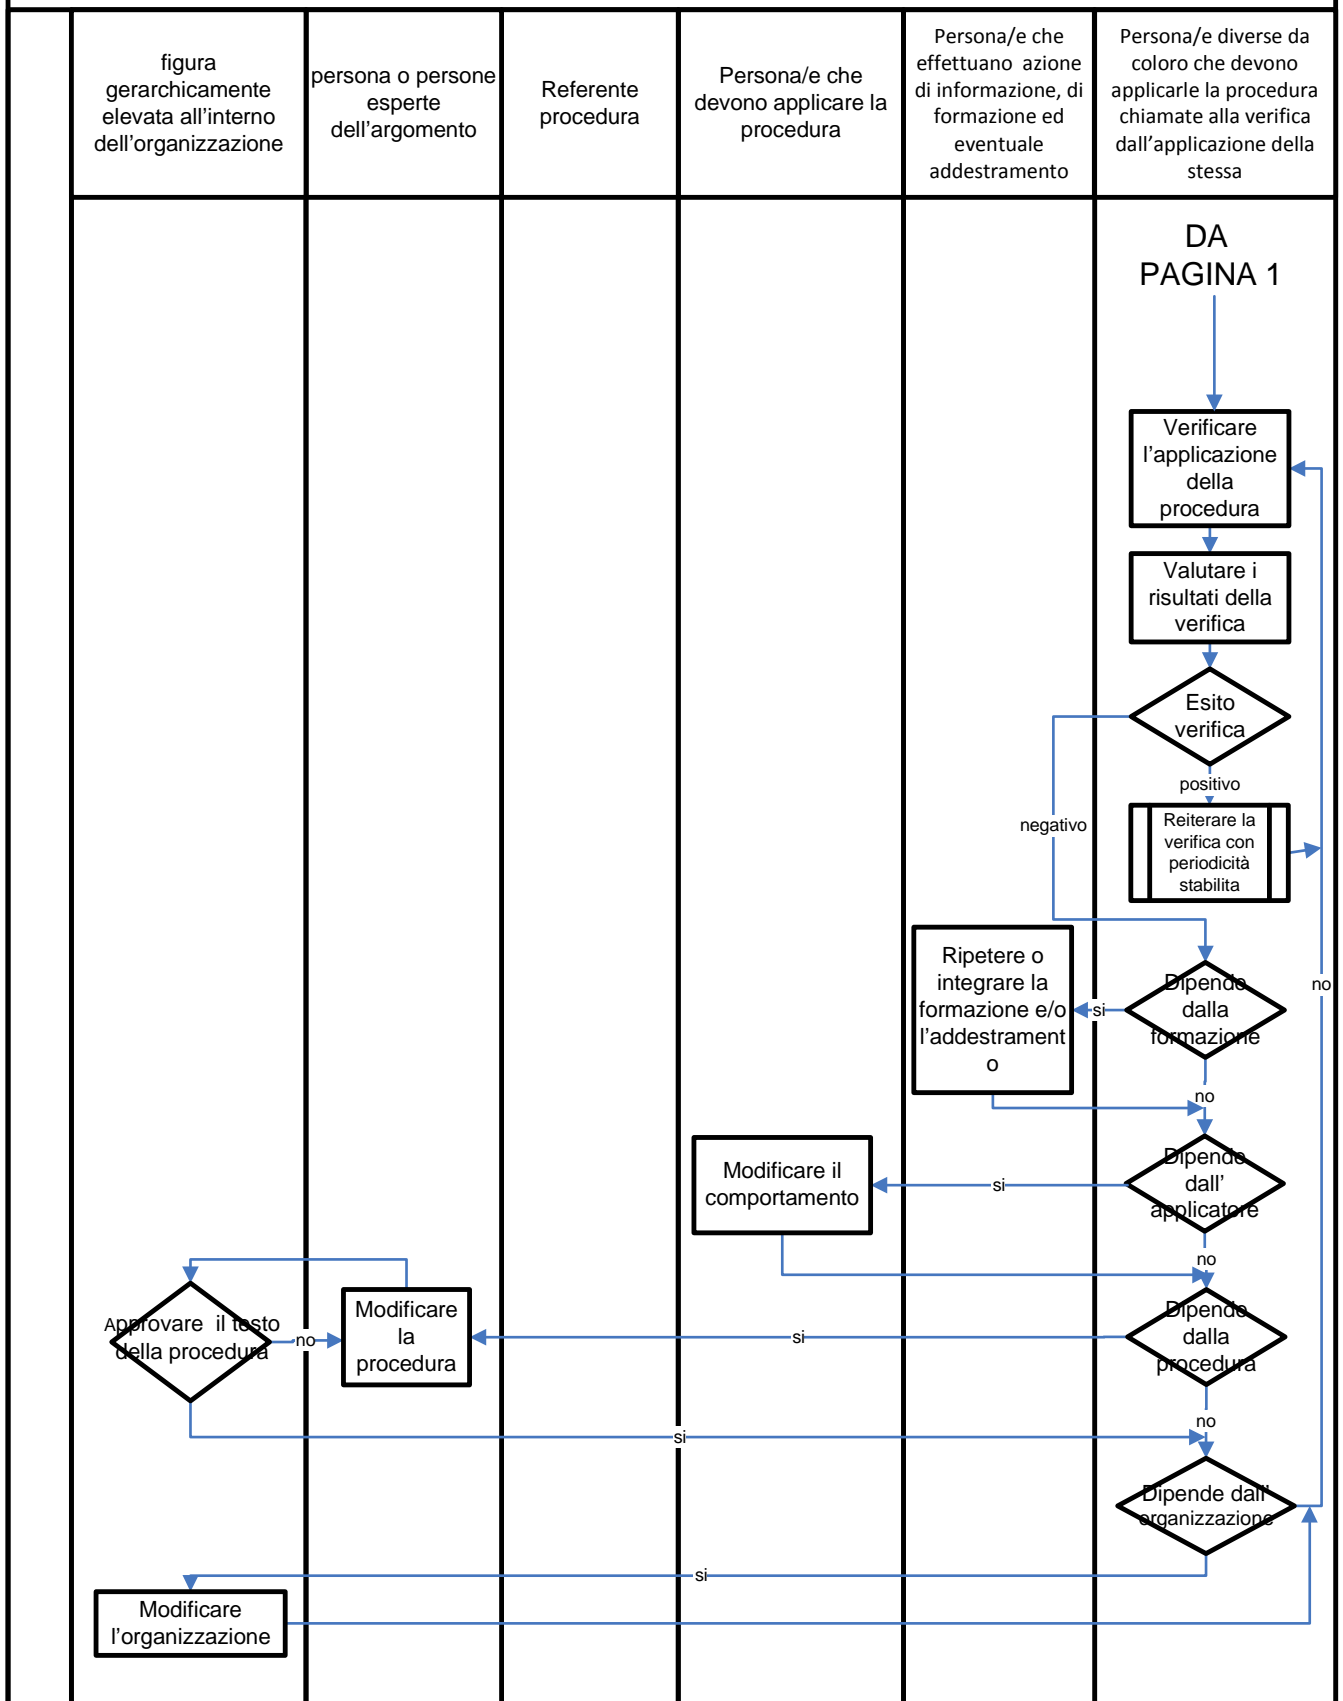 figura
gerarchicamente
elevata all'interno
dell'organizzazione
persona o persone
esperte
dell'argomento
Referente
procedura
Persona/e che
devono applicare la
procedura
Persona/e che
effettuano azione
di informazione, di
formazione ed
eventuale
addestramento
Persona/e diverse da
coloro che devono
applicarle la procedura
chiamate alla verifica
dall'applicazione della
stessa
DA
PAGINA 1
Verificare
l'applicazione
della
procedura
Valutare i
risultati della
verifica
Esito
verifica
positivo
negativo
Reiterare la
verifica con
periodicità
stabilita
Ripetere o
integrare la
formazione e/o
l'addestrament
o
si
Dipende
dalla
formazione
no
no
Modificare il
comportamento
si
Dipende
dall'
applicatore
no
Approvare il testo
della procedura
no
Modificare
la
procedura
si
Dipende
dalla
procedura
no
si
Dipende dall'
organizzazione
si
Modificare
l'organizzazione